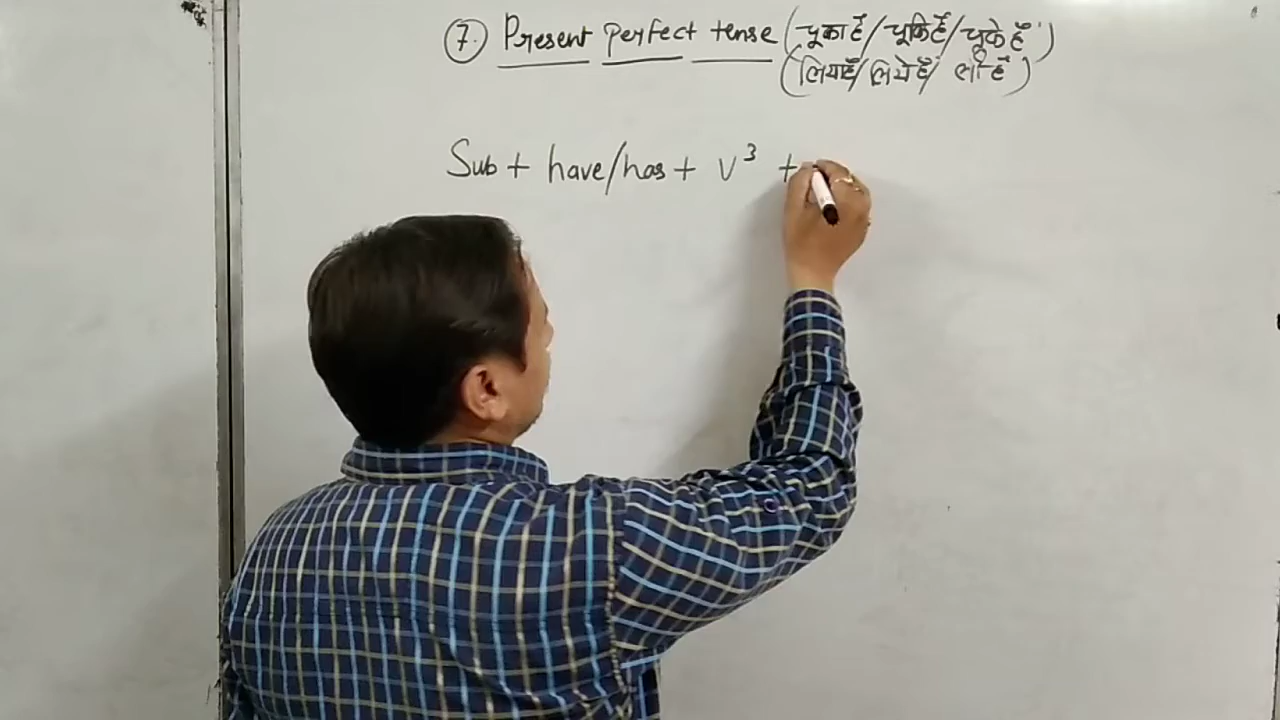 7. Present perfect tense (चूका हैं/चूकि हैं/चूके हैं)
(लिया हैं/लिये हैं/ ली हैं)
Sub + have/has + V³ +